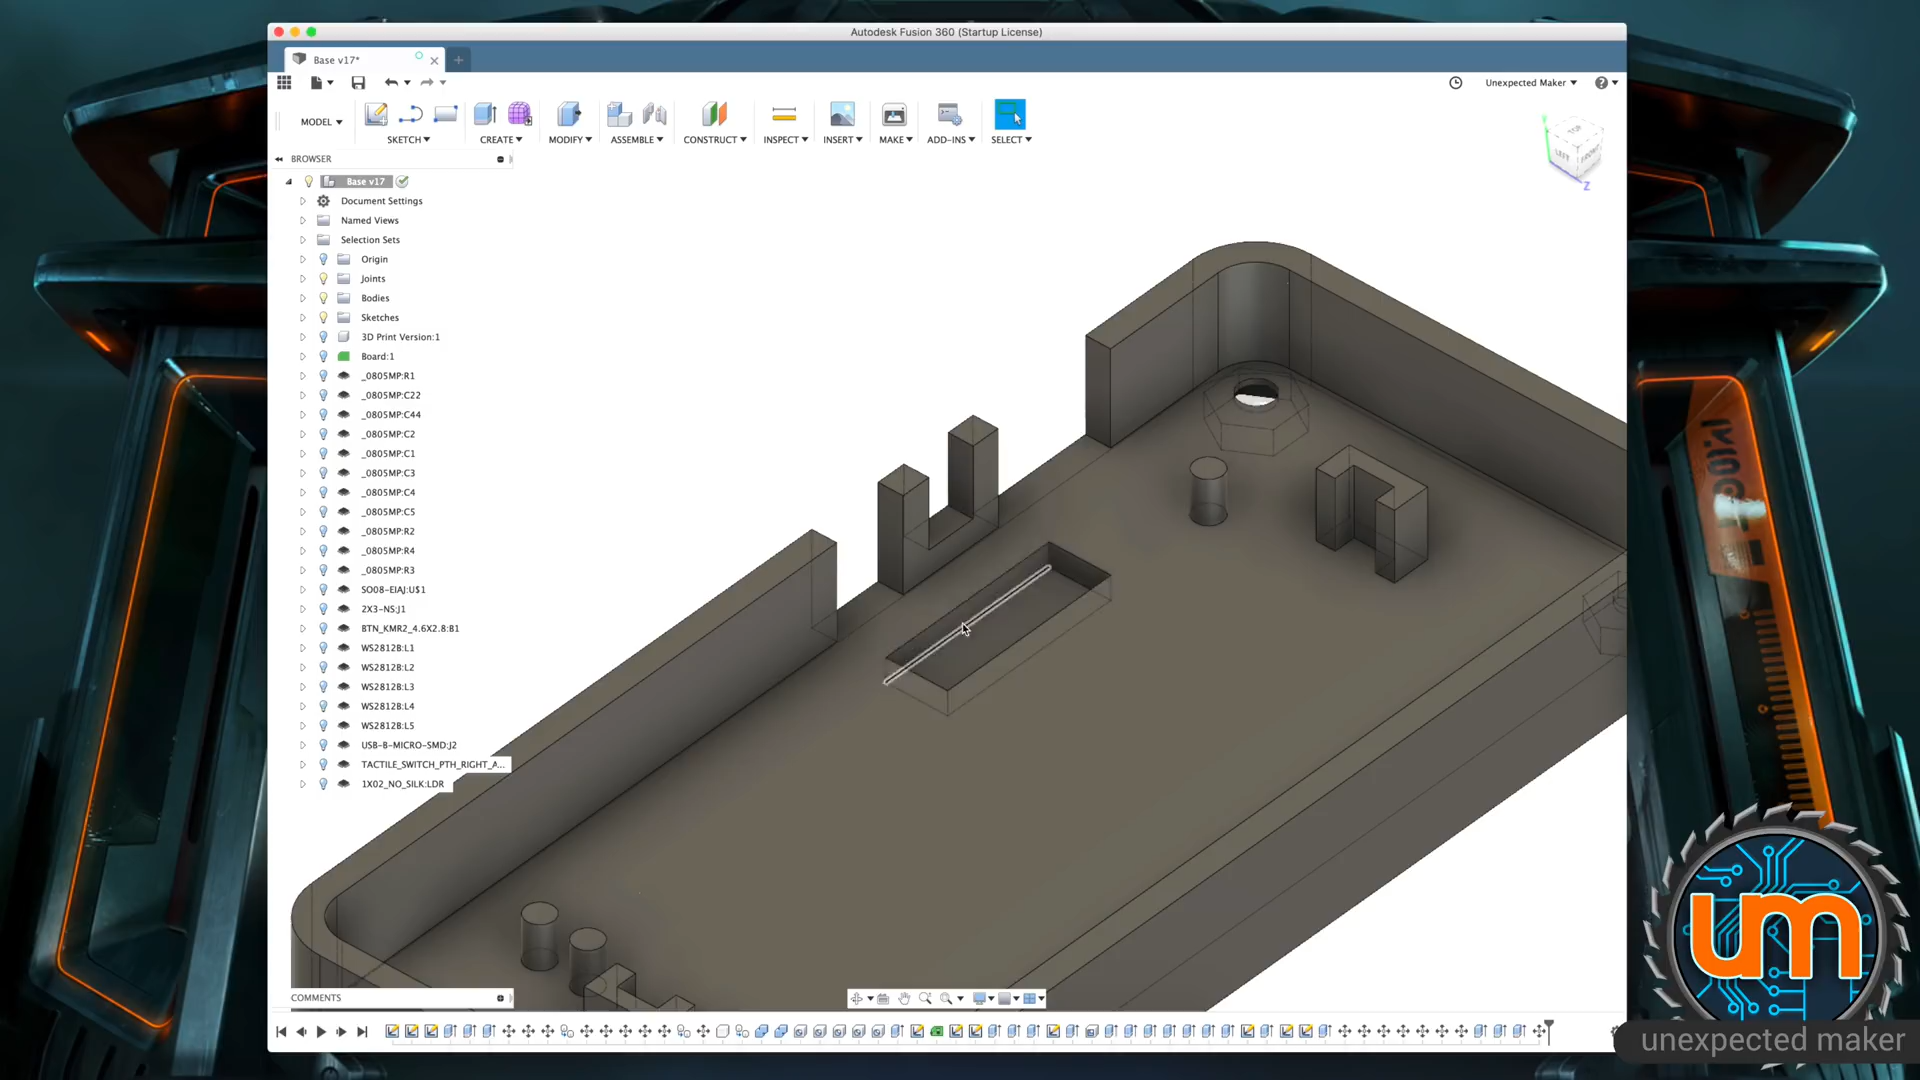 Autodesk Fusion 360 (Startup License)
Base v17*
Unexpected Maker
MODEL
SKETCH
CREATE
MODIFY
ASSEMBLE
CONSTRUCT
INSPECT
INSERT
MAKE
ADD-INS
SELECT
BROWSER
TOP
LEFT
FRONT
Z
Base v17
Document Settings
Named Views
Selection Sets
Origin
Joints
Bodies
Sketches
3D Print Version:1
Board:1
_0805MP:R1
_0805MP:C22
_0805MP:C44
_0805MP:C2
_0805MP:C1
_0805MP:C3
_0805MP:C4
_0805MP:C5
_0805MP:R2
_0805MP:R4
_0805MP:R3
SO08-EIAJ:U$1
2X3-NS:J1
BTN_KMR2_4.6X2.8:B1
WS2812B:L1
WS2812B:L2
WS2812B:L3
WS2812B:L4
WS2812B:L5
USB-B-MICRO-SMD:J2
TACTILE_SWITCH_PTH_RIGHT_A...
1X02_NO_SILK:LDR
COMMENTS
um
unexpected maker